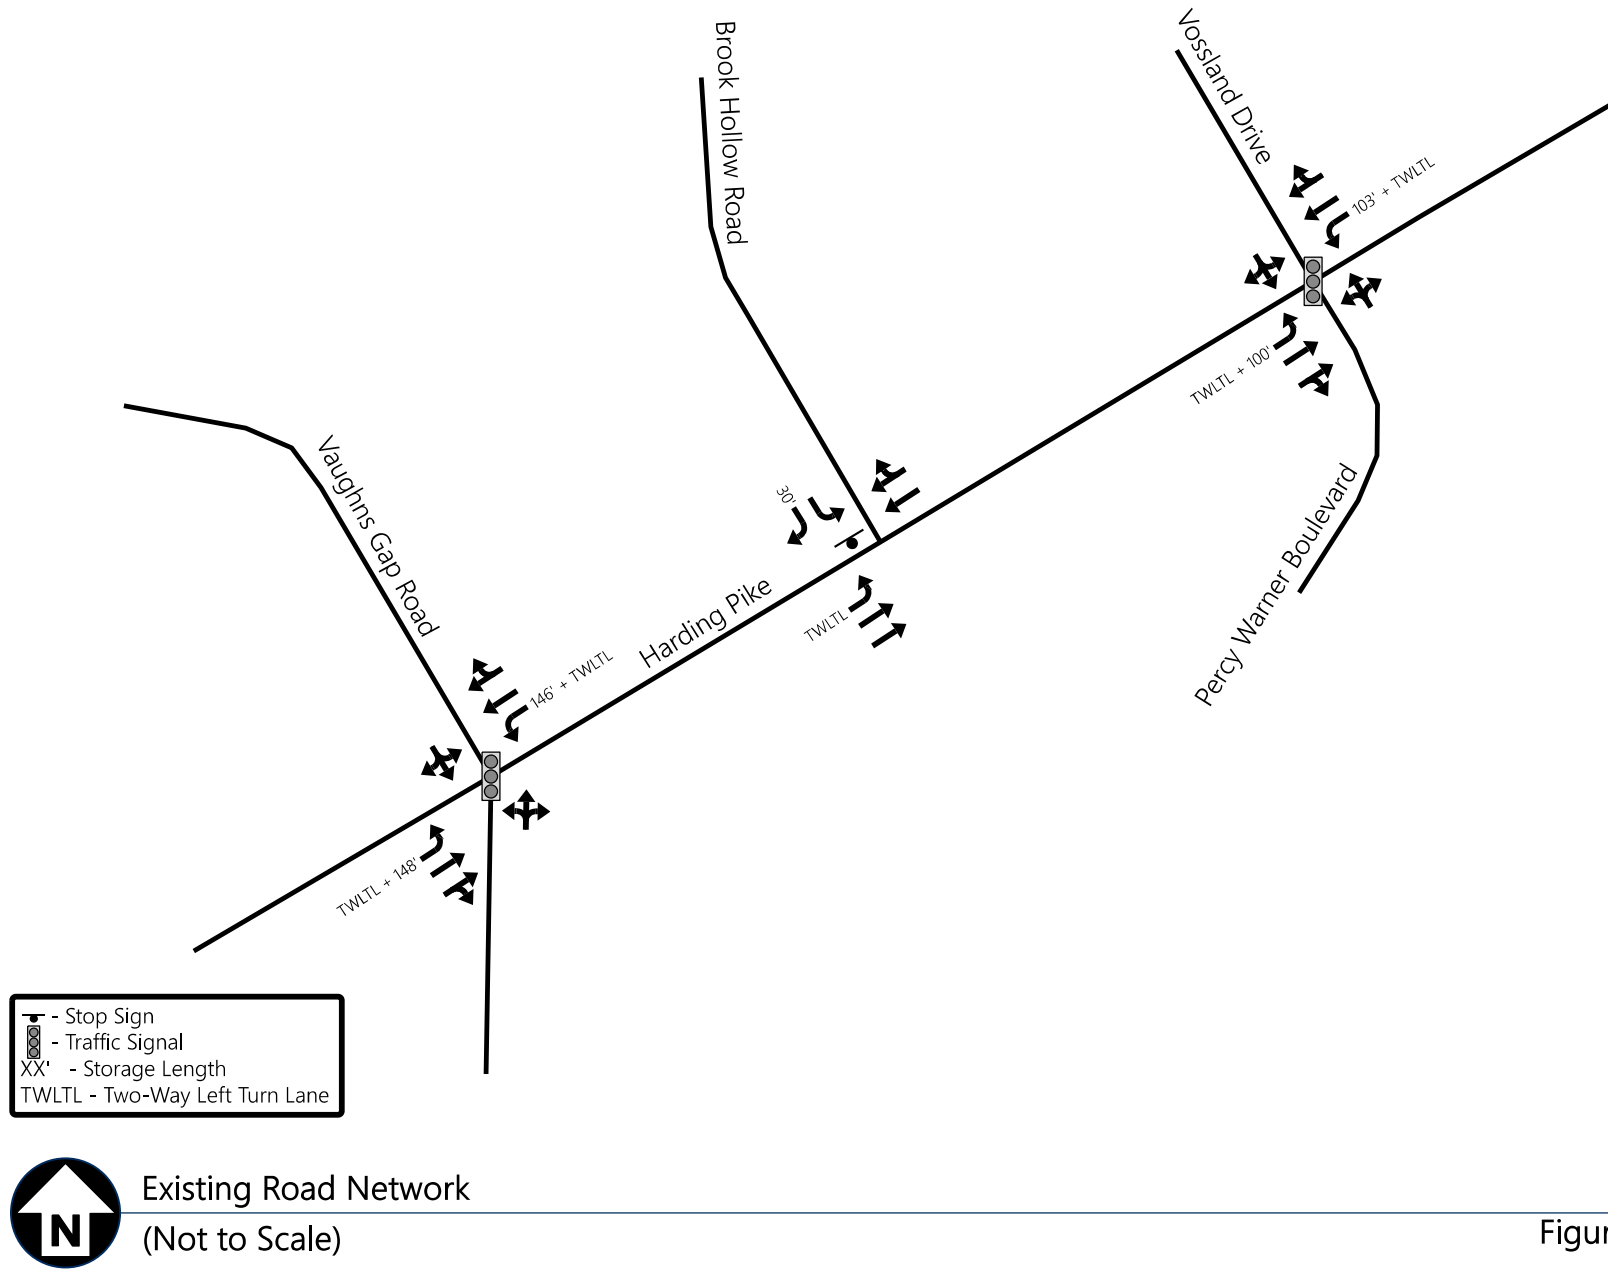 Brook Hollow Road
Vossland Drive
103' + TWLTL
TWLTL + 100'
Vaughns Gap Road
30'
Harding Pike
TWLTL
Percy Warner Boulevard
146' + TWLTL
TWLTL + 148'
- Stop Sign
- Traffic Signal
XX' - Storage Length
TWLTL - Two-Way Left Turn Lane
N
Existing Road Network
(Not to Scale)
Figur